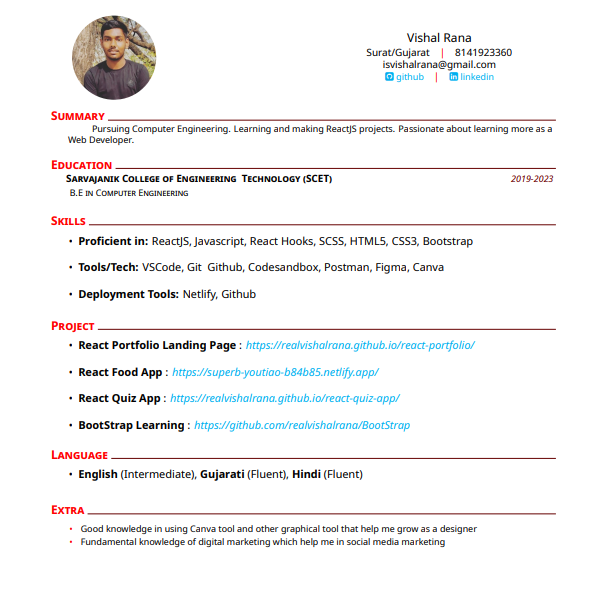 Vishal Rana
Surat/Gujarat | 8141923360
isvishalrana@gmail.com
github | linkedin
Summary
Pursuing Computer Engineering. Learning and making ReactJS projects. Passionate about learning more as a
Web Developer.
Education
Sarvajanik College of Engineering Technology (SCET) 2019-2023
B.E in Computer Engineering
Skills
• Proficient in: ReactJS, Javascript, React Hooks, SCSS, HTML5, CSS3, Bootstrap
• Tools/Tech: VSCode, Git Github, Codesandbox, Postman, Figma, Canva
• Deployment Tools: Netlify, Github
Project
• React Portfolio Landing Page : https://realvishalrana.github.io/react-portfolio/
• React Food App : https://superb-youtiao-b84b85.netlify.app/
• React Quiz App : https://realvishalrana.github.io/react-quiz-app/
• BootStrap Learning : https://github.com/realvishalrana/BootStrap
Language
• English (Intermediate), Gujarati (Fluent), Hindi (Fluent)
Extra
• Good knowledge in using Canva tool and other graphical tool that help me grow as a designer
• Fundamental knowledge of digital marketing which help me in social media marketing